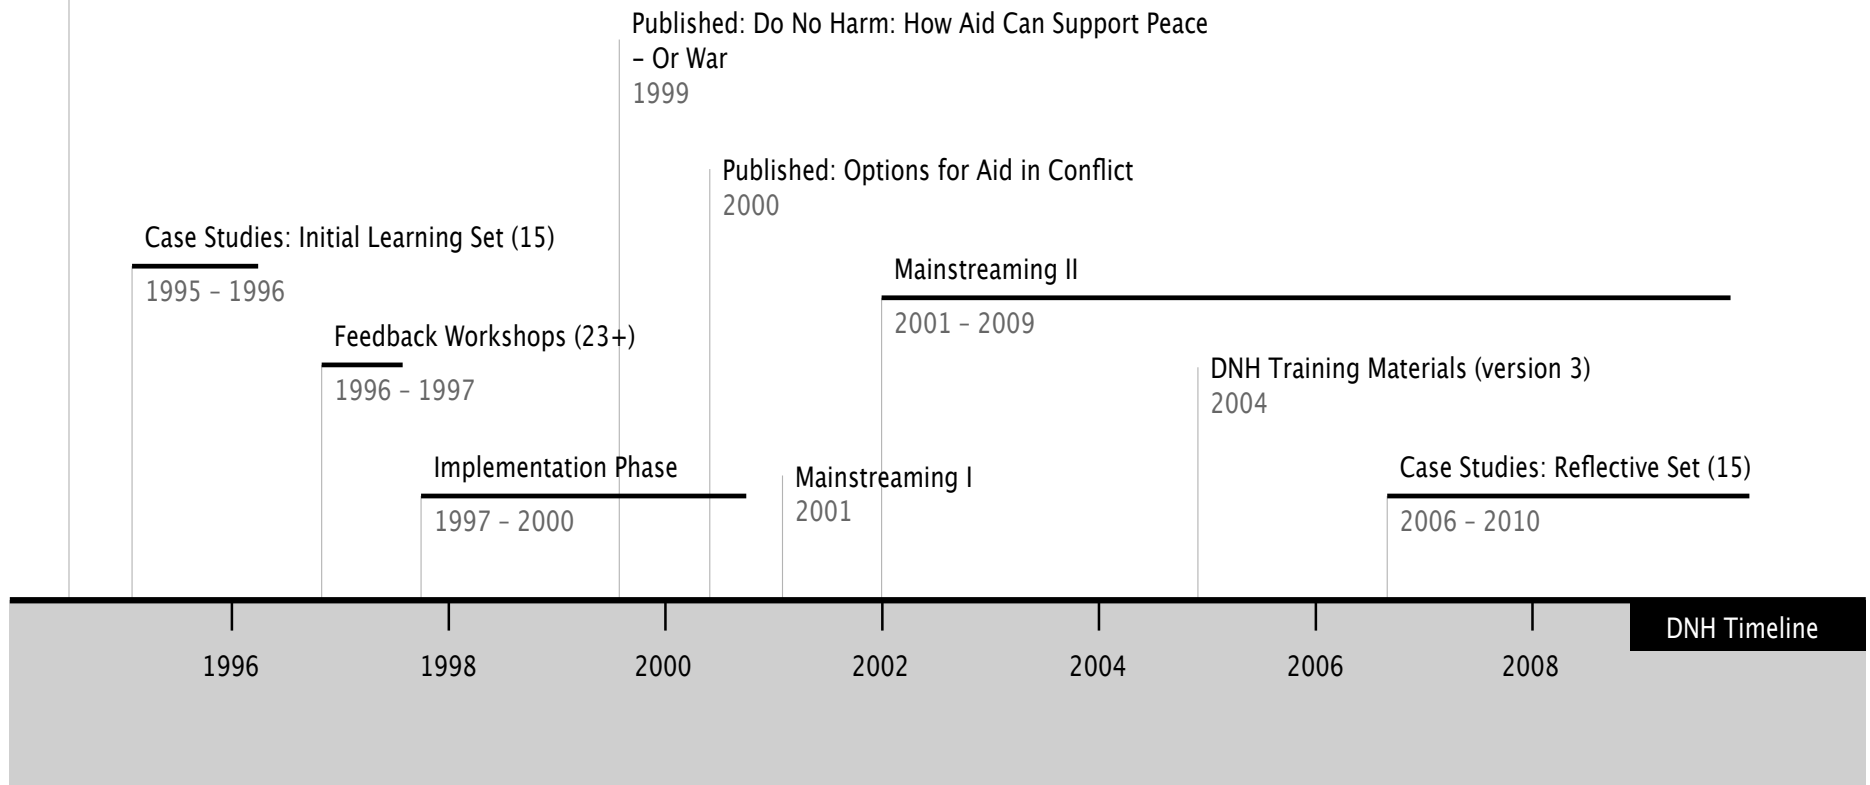 Published: Do No Harm: How Aid Can Support Peace
– Or War
1999
Published: Options for Aid in Conflict
2000
Case Studies: Initial Learning Set (15)
1995 – 1996
Mainstreaming II
2001 – 2009
Feedback Workshops (23+)
1996 – 1997
DNH Training Materials (version 3)
2004
Implementation Phase
1997 – 2000
Mainstreaming I
2001
Case Studies: Reflective Set (15)
2006 – 2010
DNH Timeline
1996 1998 2000 2002 2004 2006 2008